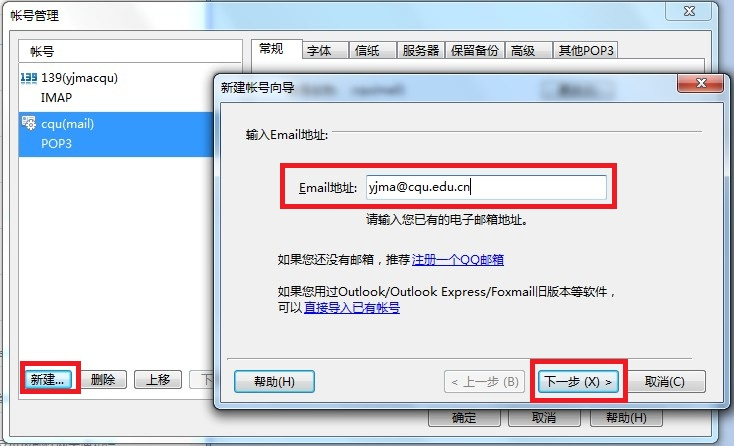 帐号管理
帐号
常规 字体 信纸 服务器 保留备份 高级 其他POP3
139 139(yjmacqu)
IMAP
cqu(mail)
POP3
新建帐号向导
输入Email地址:
Email地址: yjma@cqu.edu.cn
请输入您已有的电子邮箱地址。
如果您还没有邮箱，推荐 注册一个QQ邮箱
如果您用过Outlook/Outlook Express/Foxmail旧版本等软件，
可以 直接导入已有帐号
新建... 删除 上移 下
帮助(H) < 上一步 (B) 下一步 (X) > 取消(C)
确定 取消 帮助(H)